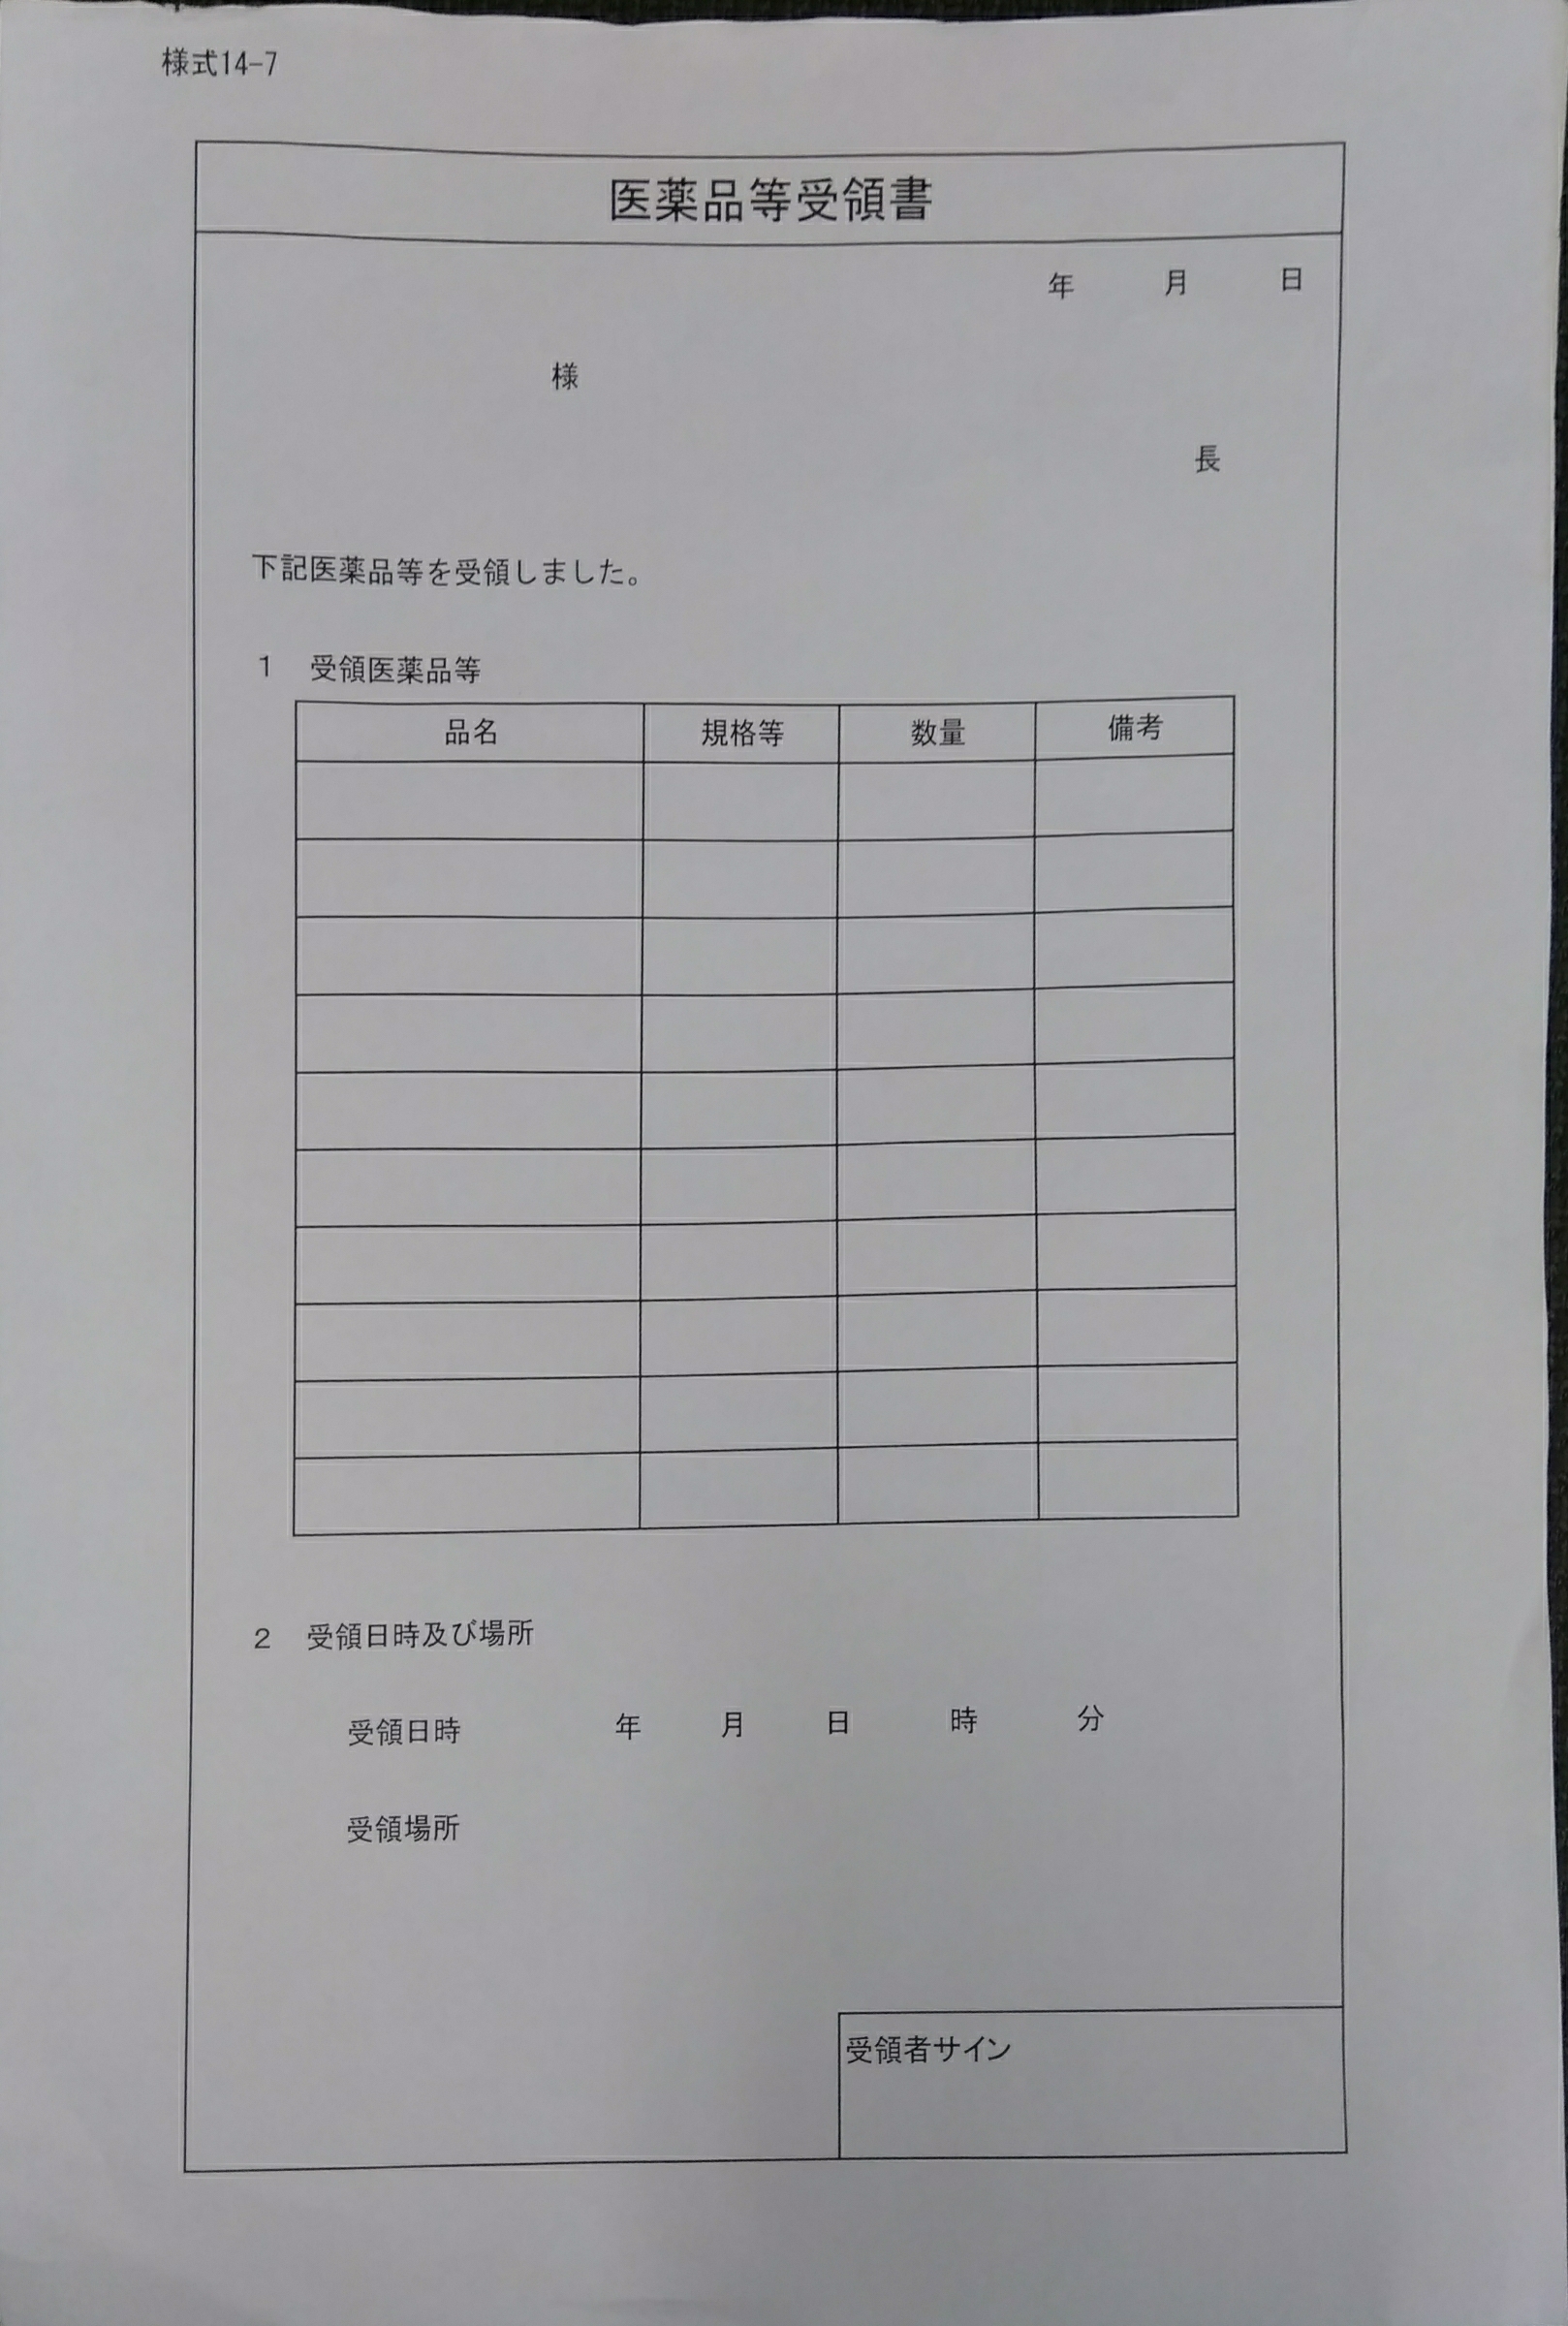 様式14-7
医薬品等受領書
年 月 日
様
長
下記医薬品等を受領しました。
1 受領医薬品等
品名 規格等 数量 備考
2 受領日時及び場所
受領日時 年 月 日 時 分
受領場所
受領者サイン